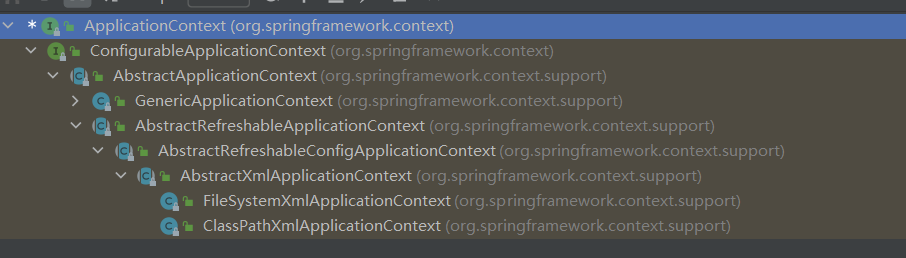 * ApplicationContext (org.springframework.context)
ConfigurableApplicationContext (org.springframework.context)
AbstractApplicationContext (org.springframework.context.support)
GenericApplicationContext (org.springframework.context.support)
AbstractRefreshableApplicationContext (org.springframework.context.support)
AbstractRefreshableConfigApplicationContext (org.springframework.context.support)
AbstractXmlApplicationContext (org.springframework.context.support)
FileSystemXmlApplicationContext (org.springframework.context.support)
ClassPathXmlApplicationContext (org.springframework.context.support)